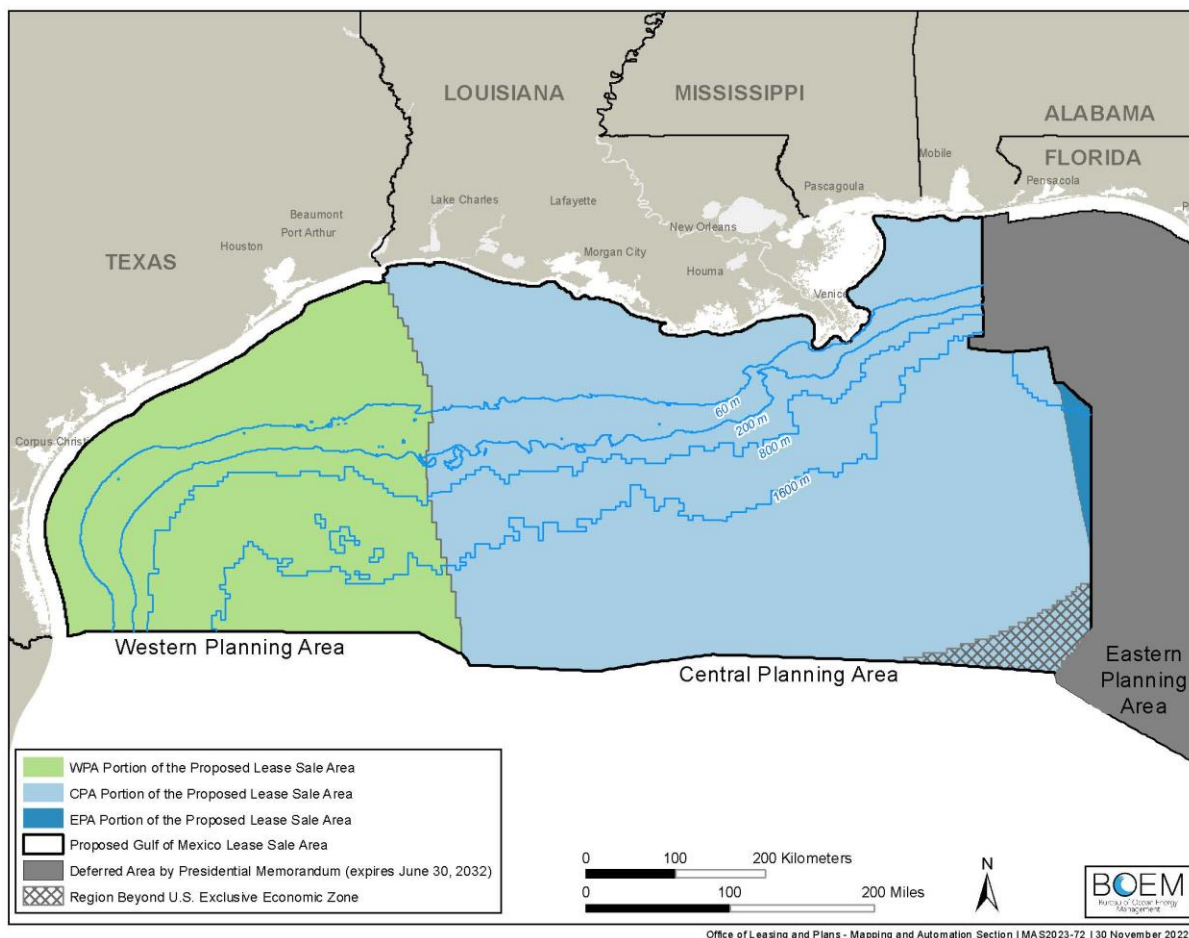 LOUISIANA
MISSISSIPPI
ALABAMA
FLORIDA
Mobile
Pensacola
Pascagoula
Lake Charles
Lafayette
Beaumont
Port Arthur
New Orleans
Houston
Morgan City
Houma
TEXAS
Venice
60 m
200 m
800 m
1600 m
Corpus Christi
Western Planning Area
Central Planning Area
Eastern
Planning
Area
WPA Portion of the Proposed Lease Sale Area
CPA Portion of the Proposed Lease Sale Area
EPA Portion of the Proposed Lease Sale Area
Proposed Gulf of Mexico Lease Sale Area
Deferred Area by Presidential Memorandum (expires June 30, 2032)
Region Beyond U.S. Exclusive Economic Zone
0 100 200 Kilometers
0 100 200 Miles
N
BOEM
Bureau of Ocean Energy
Management
Office of Leasing and Plans - Mapping and Automation Section | MAS2023-72 | 30 November 2022